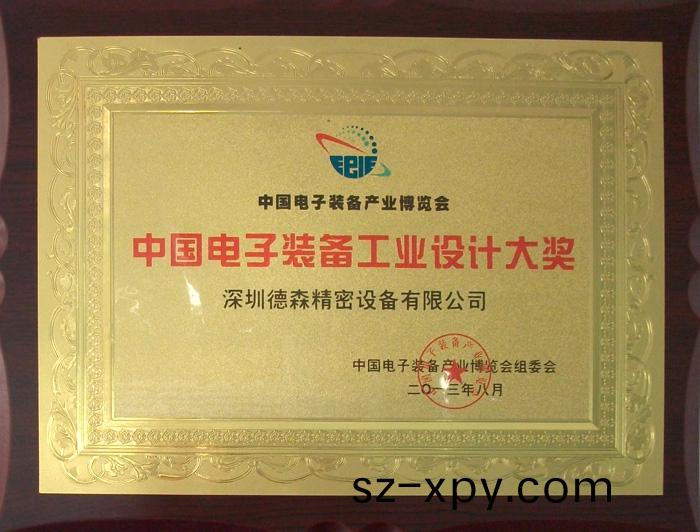 EEIF
中国电子装备产业博览会
中国电子装备工业设计大奖
深圳德森精密设备有限公司
中国电子装备产业博览会组委会
二〇一三年八月
sz-xpy.com